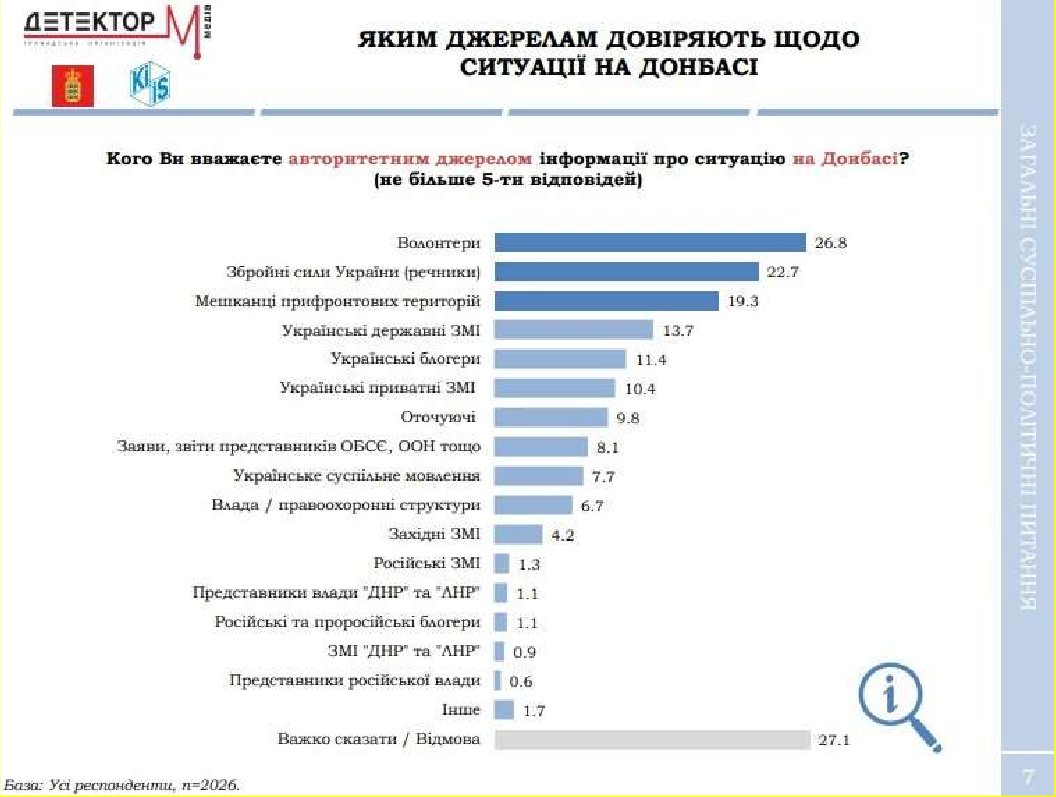 ДЕТЕКТОР М
медіа
ГРОМАДСЬКА ОРГАНІЗАЦІЯ
KIIS
ЯКИМ ДЖЕРЕЛАМ ДОВІРЯЮТЬ ЩОДО
СИТУАЦІЇ НА ДОНБАСІ
Кого Ви вважаєте авторитетним джерелом інформації про ситуацію на Донбасі?
(не більше 5-ти відповідей)
Волонтери 26.8
Збройні сили України (речники) 22.7
Мешканці прифронтових територій 19.3
Українські державні ЗМІ 13.7
Українські блогери 11.4
Українські приватні ЗМІ 10.4
Оточуючі 9.8
Заяви, звіти представників ОБСЄ, ООН тощо 8.1
Українське суспільне мовлення 7.7
Влада / правоохоронні структури 6.7
Західні ЗМІ 4.2
Російські ЗМІ 1.3
Представники влади "ДНР" та "ЛНР" 1.1
Російські та проросійські блогери 1.1
ЗМІ "ДНР" та "ЛНР" 0.9
Представники російської влади 0.6
Інше 1.7
Важко сказати / Відмова 27.1
База: Усі респонденти, n=2026.
ЗАГАЛЬНІ СУСПІЛЬНО-ПОЛІТИЧНІ ПИТАННЯ
7